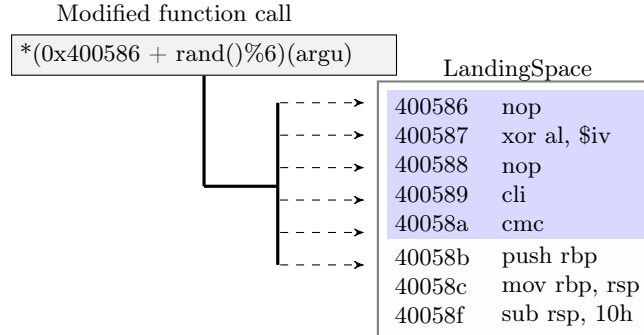 Modified function call
*(0x400586 + rand()%6)(argu)
LandingSpace
400586 nop
400587 xor al, $iv
400588 nop
400589 cli
40058a cmc
40058b push rbp
40058c mov rbp, rsp
40058f sub rsp, 10h